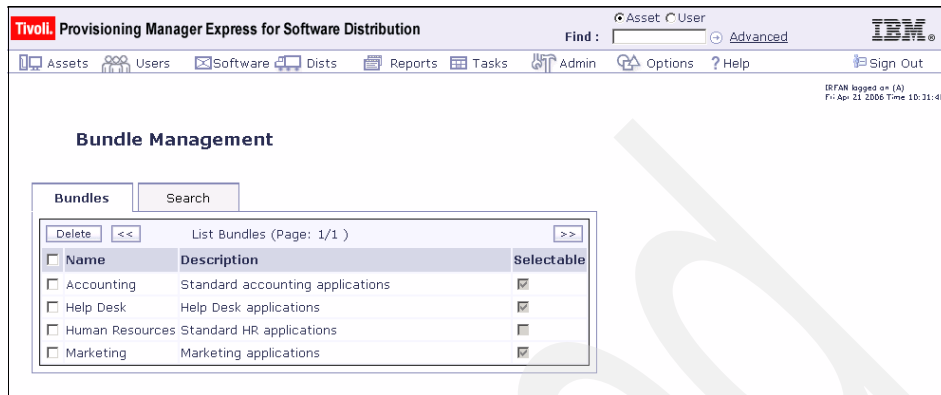 Tivoli. Provisioning Manager Express for Software Distribution
Asset User
Find : Advanced
IBM®
Assets Users Software Dists Reports Tasks Admin Options ? Help Sign Out
IRFAN logged on (A)
Fri Apr 21 2006 Time 10:31:4
Bundle Management
Bundles Search
Delete << List Bundles (Page: 1/1 ) >>
Name Description Selectable
Accounting Standard accounting applications
Help Desk Help Desk applications
Human Resources Standard HR applications
Marketing Marketing applications